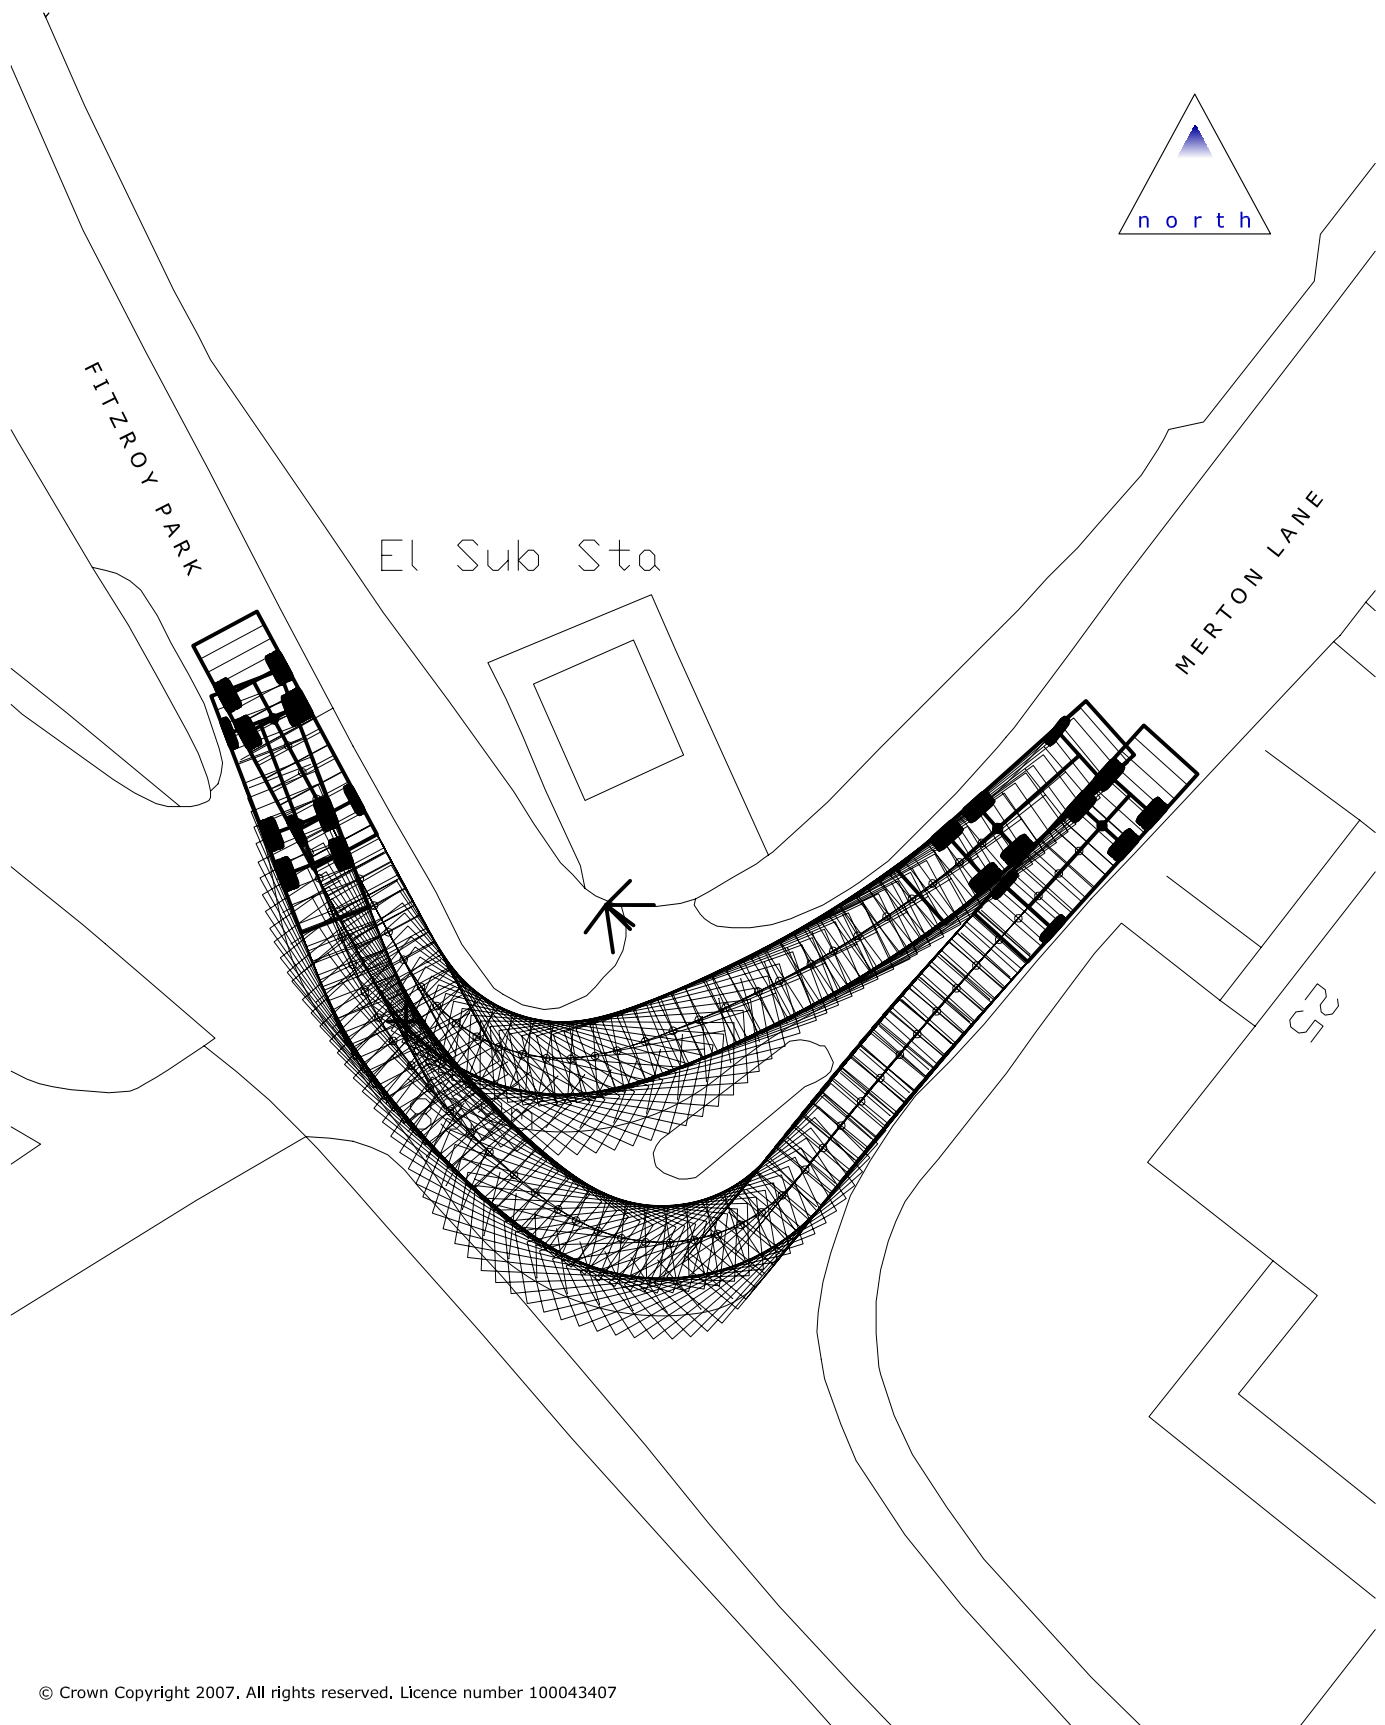 north
FITZROY PARK
El Sub Sta
MERTON LANE
25
© Crown Copyright 2007. All rights reserved. Licence number 100043407